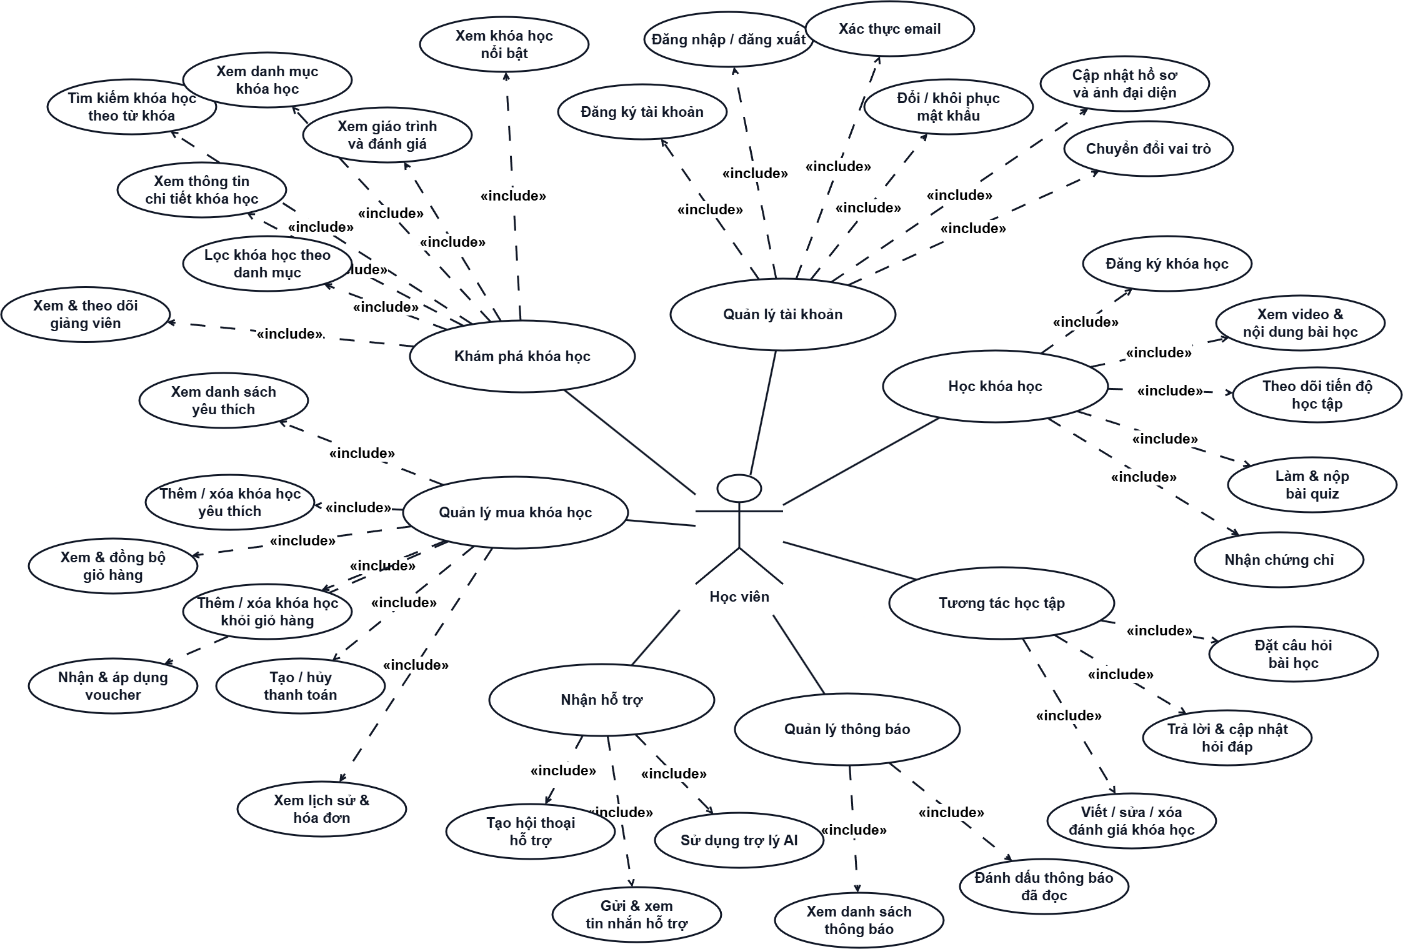 Xem khóa học
nổi bật
Đăng nhập / đăng xuất
Xác thực email
Xem danh mục
khóa học
Tìm kiếm khóa học
theo từ khóa
Xem giáo trình
và đánh giá
Đăng ký tài khoản
Đổi / khôi phục
mật khẩu
Cập nhật hồ sơ
và ảnh đại diện
Chuyển đổi vai trò
Xem thông tin
chi tiết khóa học
Lọc khóa học theo
danh mục
Xem & theo dõi
giảng viên
«include»
«include»
«include»
«include»
lude»
«include»
«include»
«include»
«include»
«include»
«include»
«include»
«include»
Khám phá khóa học
Quản lý tài khoản
Đăng ký khóa học
Xem video &
nội dung bài học
Học khóa học
Theo dõi tiến độ
học tập
Làm & nộp
bài quiz
Nhận chứng chỉ
«include»
«include»
«include»
«include»
«include»
Xem danh sách
yêu thích
Thêm / xóa khóa học
yêu thích
Quản lý mua khóa học
Xem & đồng bộ
giỏ hàng
Thêm / xóa khóa học
khỏi giỏ hàng
Nhận & áp dụng
voucher
Tạo / hủy
thanh toán
Xem lịch sử &
hóa đơn
«include»
«include»
«include»
«include»
«include»
«include»
Học viên
Tương tác học tập
Đặt câu hỏi
bài học
Trả lời & cập nhật
hỏi đáp
Viết / sửa / xóa
đánh giá khóa học
«include»
«include»
«include»
Nhận hỗ trợ
«include»
«include»
include»
Tạo hội thoại
hỗ trợ
Sử dụng trợ lý AI
Gửi & xem
tin nhắn hỗ trợ
Quản lý thông báo
«include»
«include»
Đánh dấu thông báo
đã đọc
Xem danh sách
thông báo